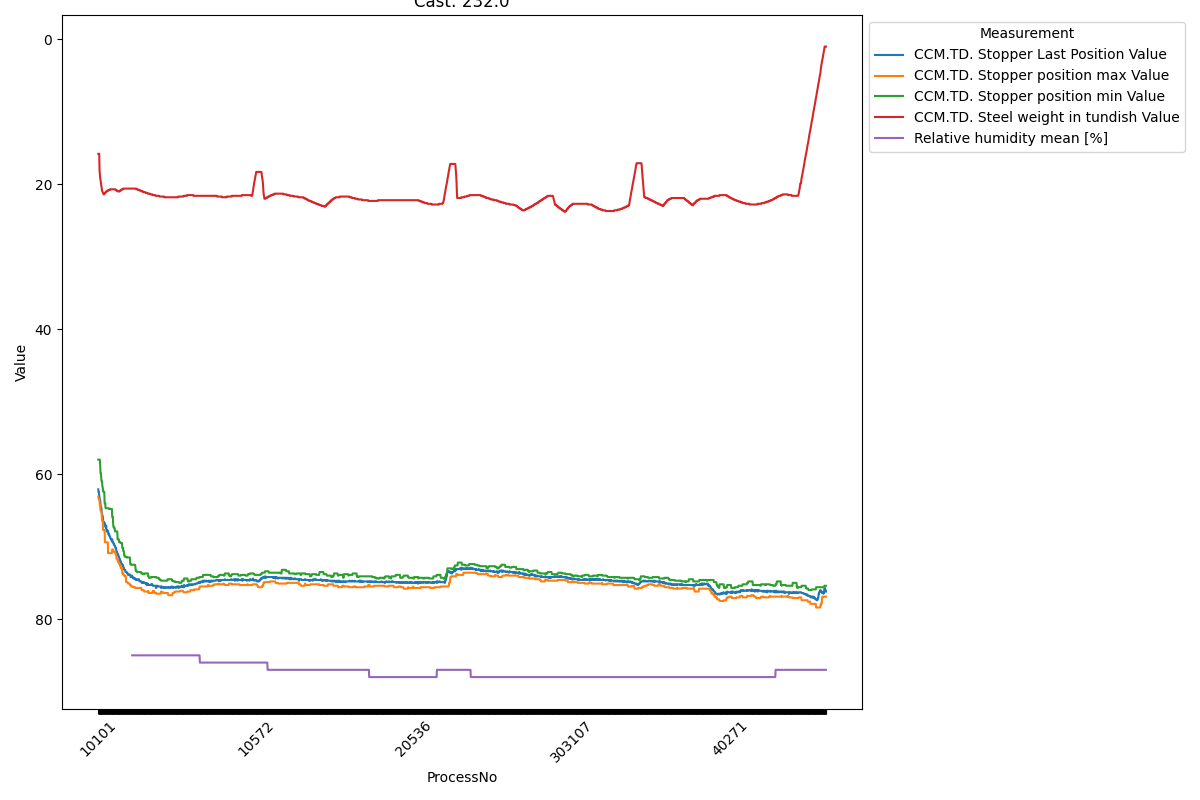 Cast: 232.0
Measurement
CCM.TD. Stopper Last Position Value
CCM.TD. Stopper position max Value
CCM.TD. Stopper position min Value
CCM.TD. Steel weight in tundish Value
Relative humidity mean [%]
0
20
40
60
80
Value
10101
10572
20536
303107
40271
ProcessNo